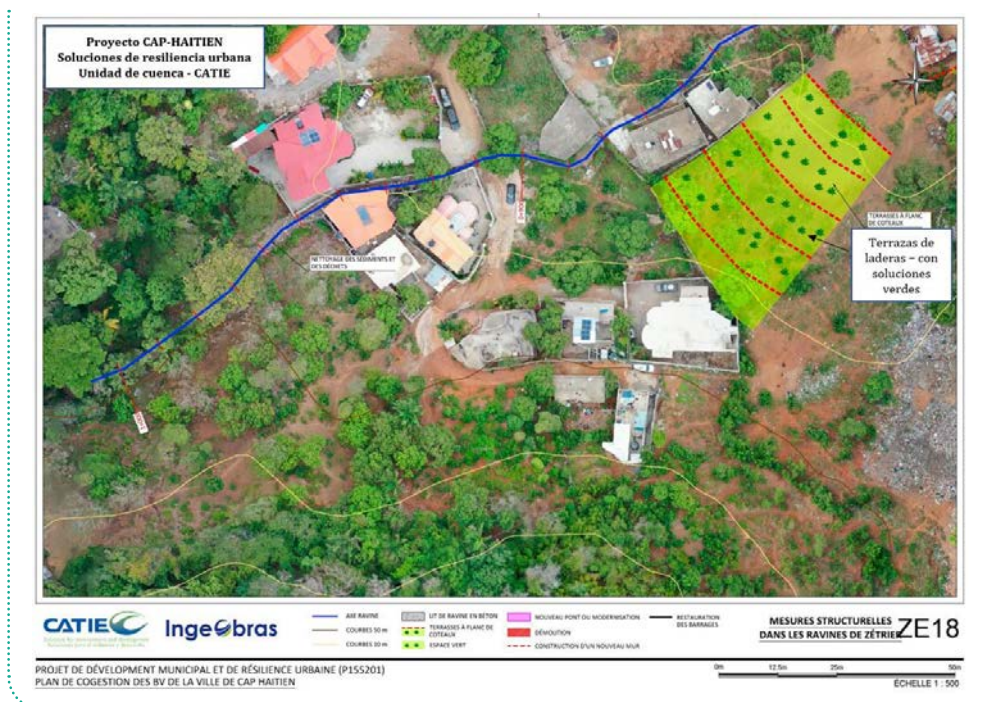 Proyecto CAP-HAITIEN
Soluciones de resiliencia urbana
Unidad de cuenca - CATIE
TERRASSES À FLANC
DE COTEAUX
Terrazas de
laderas – con
soluciones
verdes
NETTOYAGE DES SÉDIMENTS ET
DES DÉCHETS
CATIE
IngeObras
AXE RAVINE
COURBES 50 m
COURBES 10 m
LIT DE RAVINE EN BÉTON
TERRASSES À FLANC DE
COTEAUX
ESPACE VERT
NOUVEAU PONT OU MODERNISATION
DÉMOLITION
CONSTRUCTION D'UN NOUVEAU MUR
RESTAURATION
DES BARRAGES
MESURES STRUCTURELLES
DANS LES RAVINES DE ZÉTRIER
ZE18
PROJET DE DÉVELOPPEMENT MUNICIPAL ET DE RÉSILIENCE URBAINE (P155201)
PLAN DE COGESTION DES BV DE LA VILLE DE CAP HAITIEN
0m 12.5m 25m 50m
ÉCHELLE 1 : 500